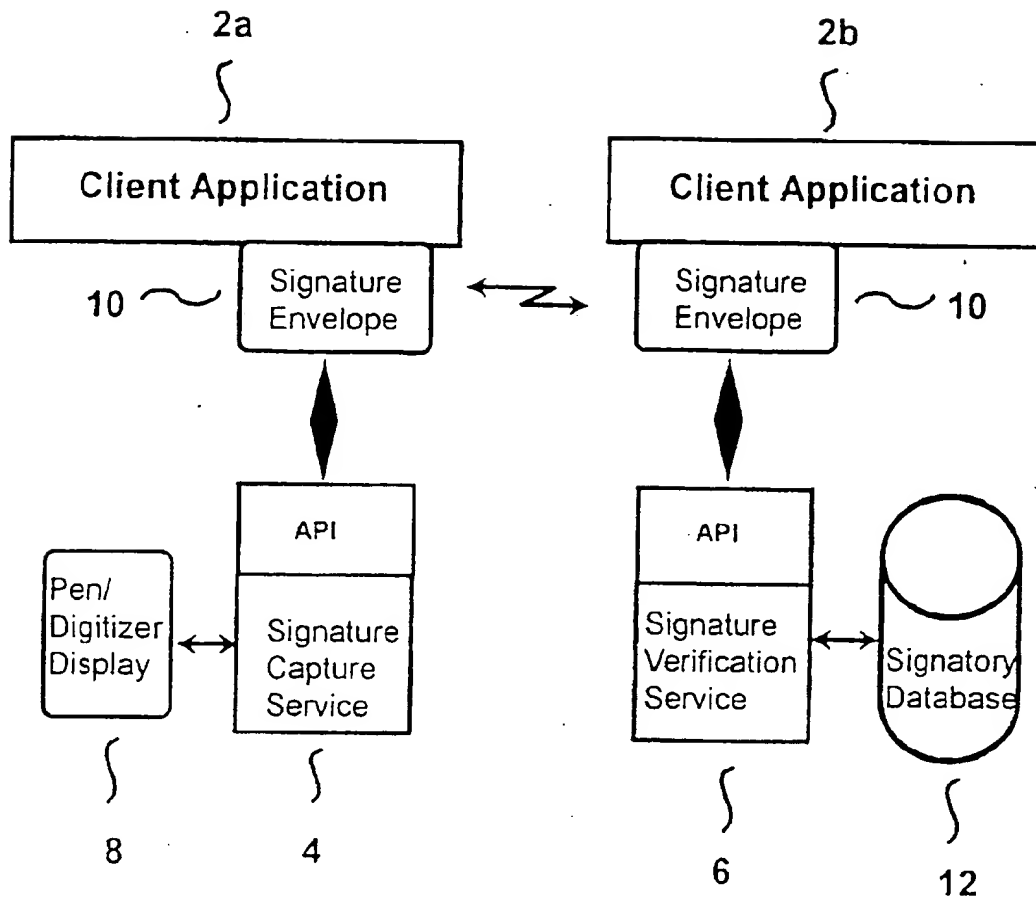 2a
2b
Client Application
Client Application
10
Signature
Envelope
Signature
Envelope
10
API
API
Pen/
Digitizer
Display
Signature
Capture
Service
Signature
Verification
Service
Signatory
Database
8
4
6
12